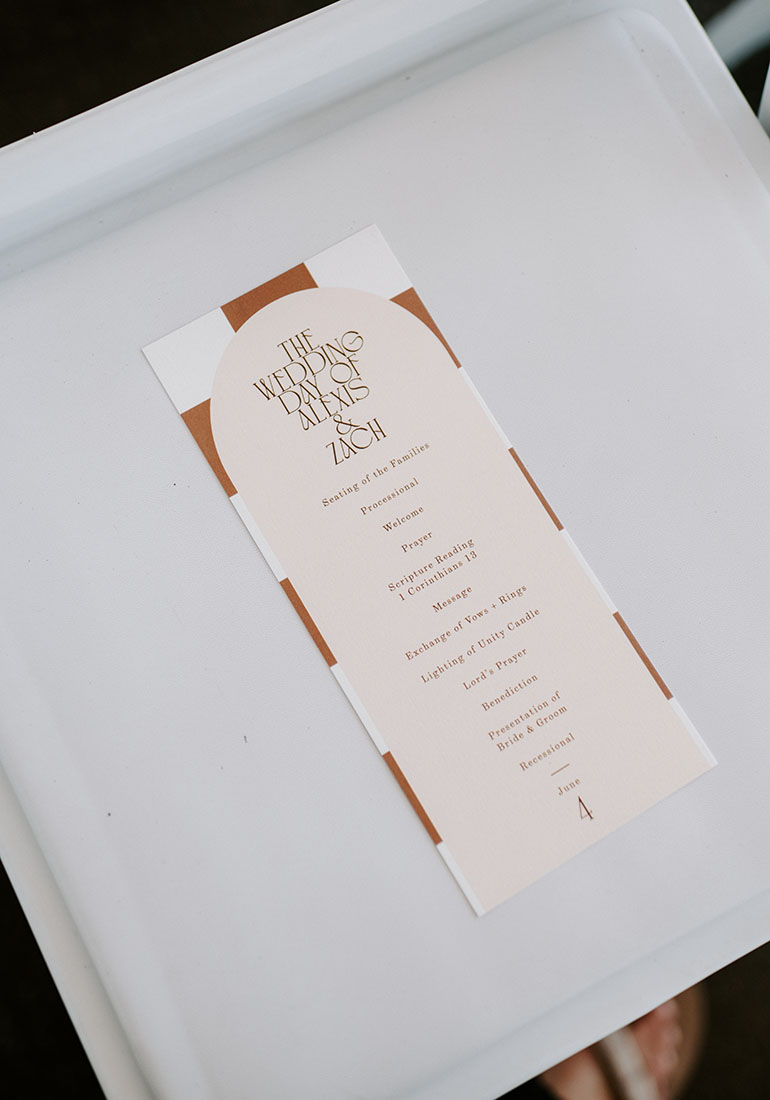 THE
WEDDING
DAY OF
ALEXIS
&
ZACH
Seating of the Families
Processional
Welcome
Prayer
Scripture Reading
1 Corinthians 13
Message
Exchange of Vows + Rings
Lighting of Unity Candle
Lord's Prayer
Benediction
Presentation of
Bride & Groom
Recessional
June
4